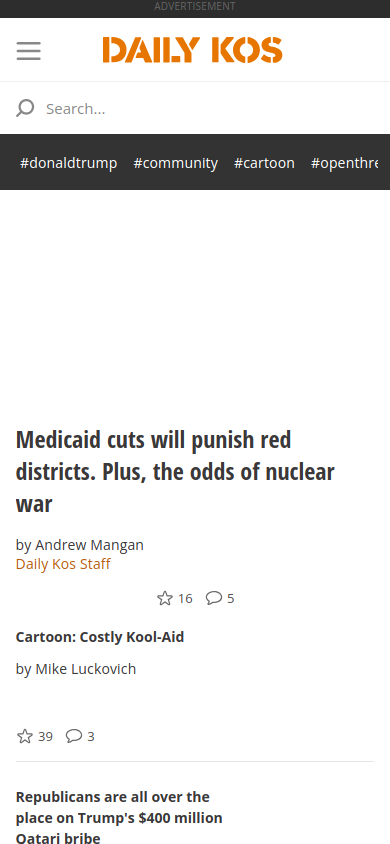 ADVERTISEMENT
DAILY KOS
Search...
#donaldtrump #community #cartoon #openthre
Medicaid cuts will punish red
districts. Plus, the odds of nuclear
war
by Andrew Mangan
Daily Kos Staff
16 5
Cartoon: Costly Kool-Aid
by Mike Luckovich
39 3
Republicans are all over the
place on Trump's $400 million
Qatari bribe